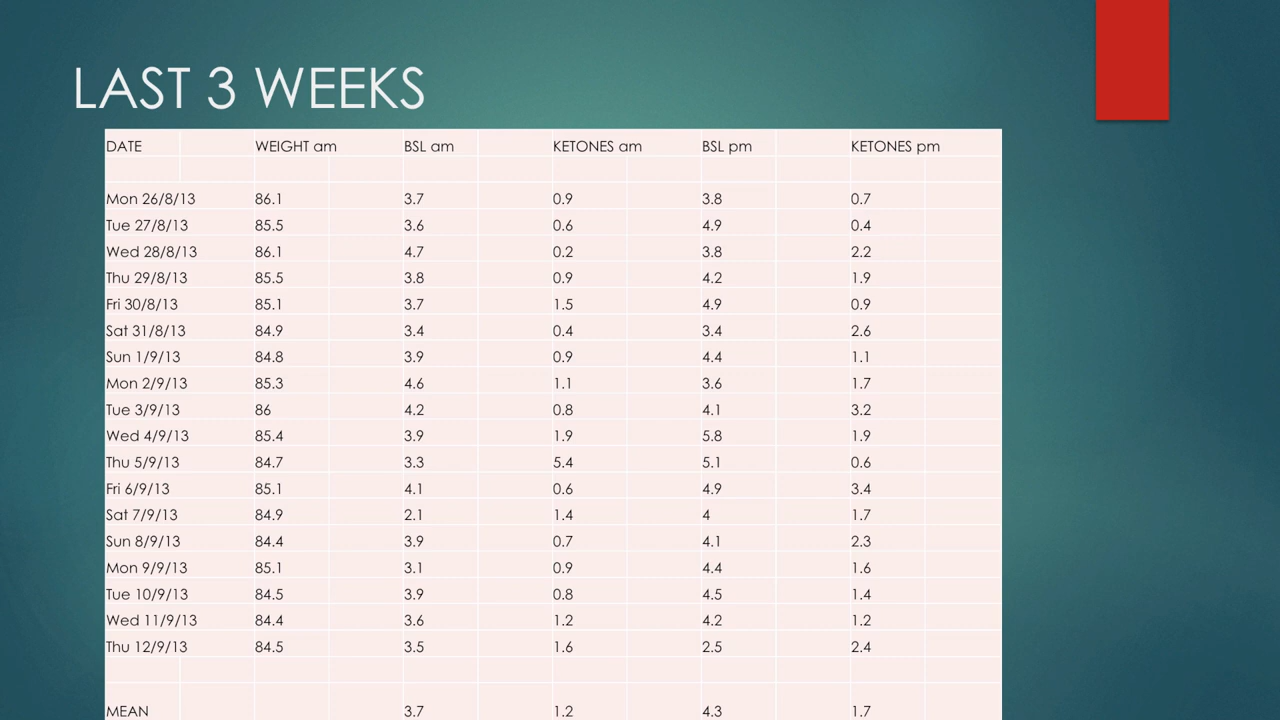 LAST 3 WEEKS
DATE WEIGHT am BSL am KETONES am BSL pm KETONES pm
Mon 26/8/13 86.1 3.7 0.9 3.8 0.7
Tue 27/8/13 85.5 3.6 0.6 4.9 0.4
Wed 28/8/13 86.1 4.7 0.2 3.8 2.2
Thu 29/8/13 85.5 3.8 0.9 4.2 1.9
Fri 30/8/13 85.1 3.7 1.5 4.9 0.9
Sat 31/8/13 84.9 3.4 0.4 3.4 2.6
Sun 1/9/13 84.8 3.9 0.9 4.4 1.1
Mon 2/9/13 85.3 4.6 1.1 3.6 1.7
Tue 3/9/13 86 4.2 0.8 4.1 3.2
Wed 4/9/13 85.4 3.9 1.9 5.8 1.9
Thu 5/9/13 84.7 3.3 5.4 5.1 0.6
Fri 6/9/13 85.1 4.1 0.6 4.9 3.4
Sat 7/9/13 84.9 2.1 1.4 4 1.7
Sun 8/9/13 84.4 3.9 0.7 4.1 2.3
Mon 9/9/13 85.1 3.1 0.9 4.4 1.6
Tue 10/9/13 84.5 3.9 0.8 4.5 1.4
Wed 11/9/13 84.4 3.6 1.2 4.2 1.2
Thu 12/9/13 84.5 3.5 1.6 2.5 2.4
MEAN 3.7 1.2 4.3 1.7